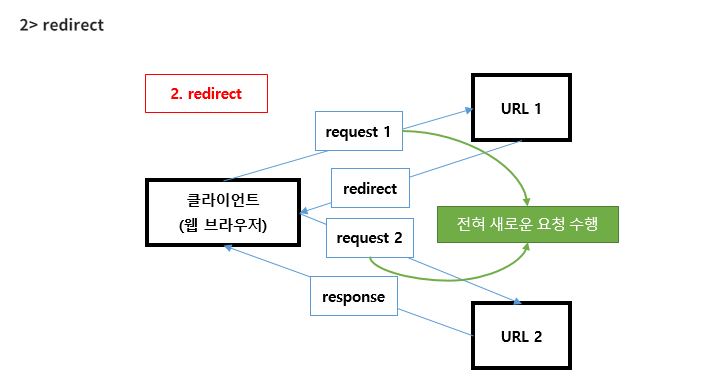 2> redirect
2. redirect
URL 1
request 1
redirect
클라이언트
(웹 브라우저)
전혀 새로운 요청 수행
request 2
response
URL 2